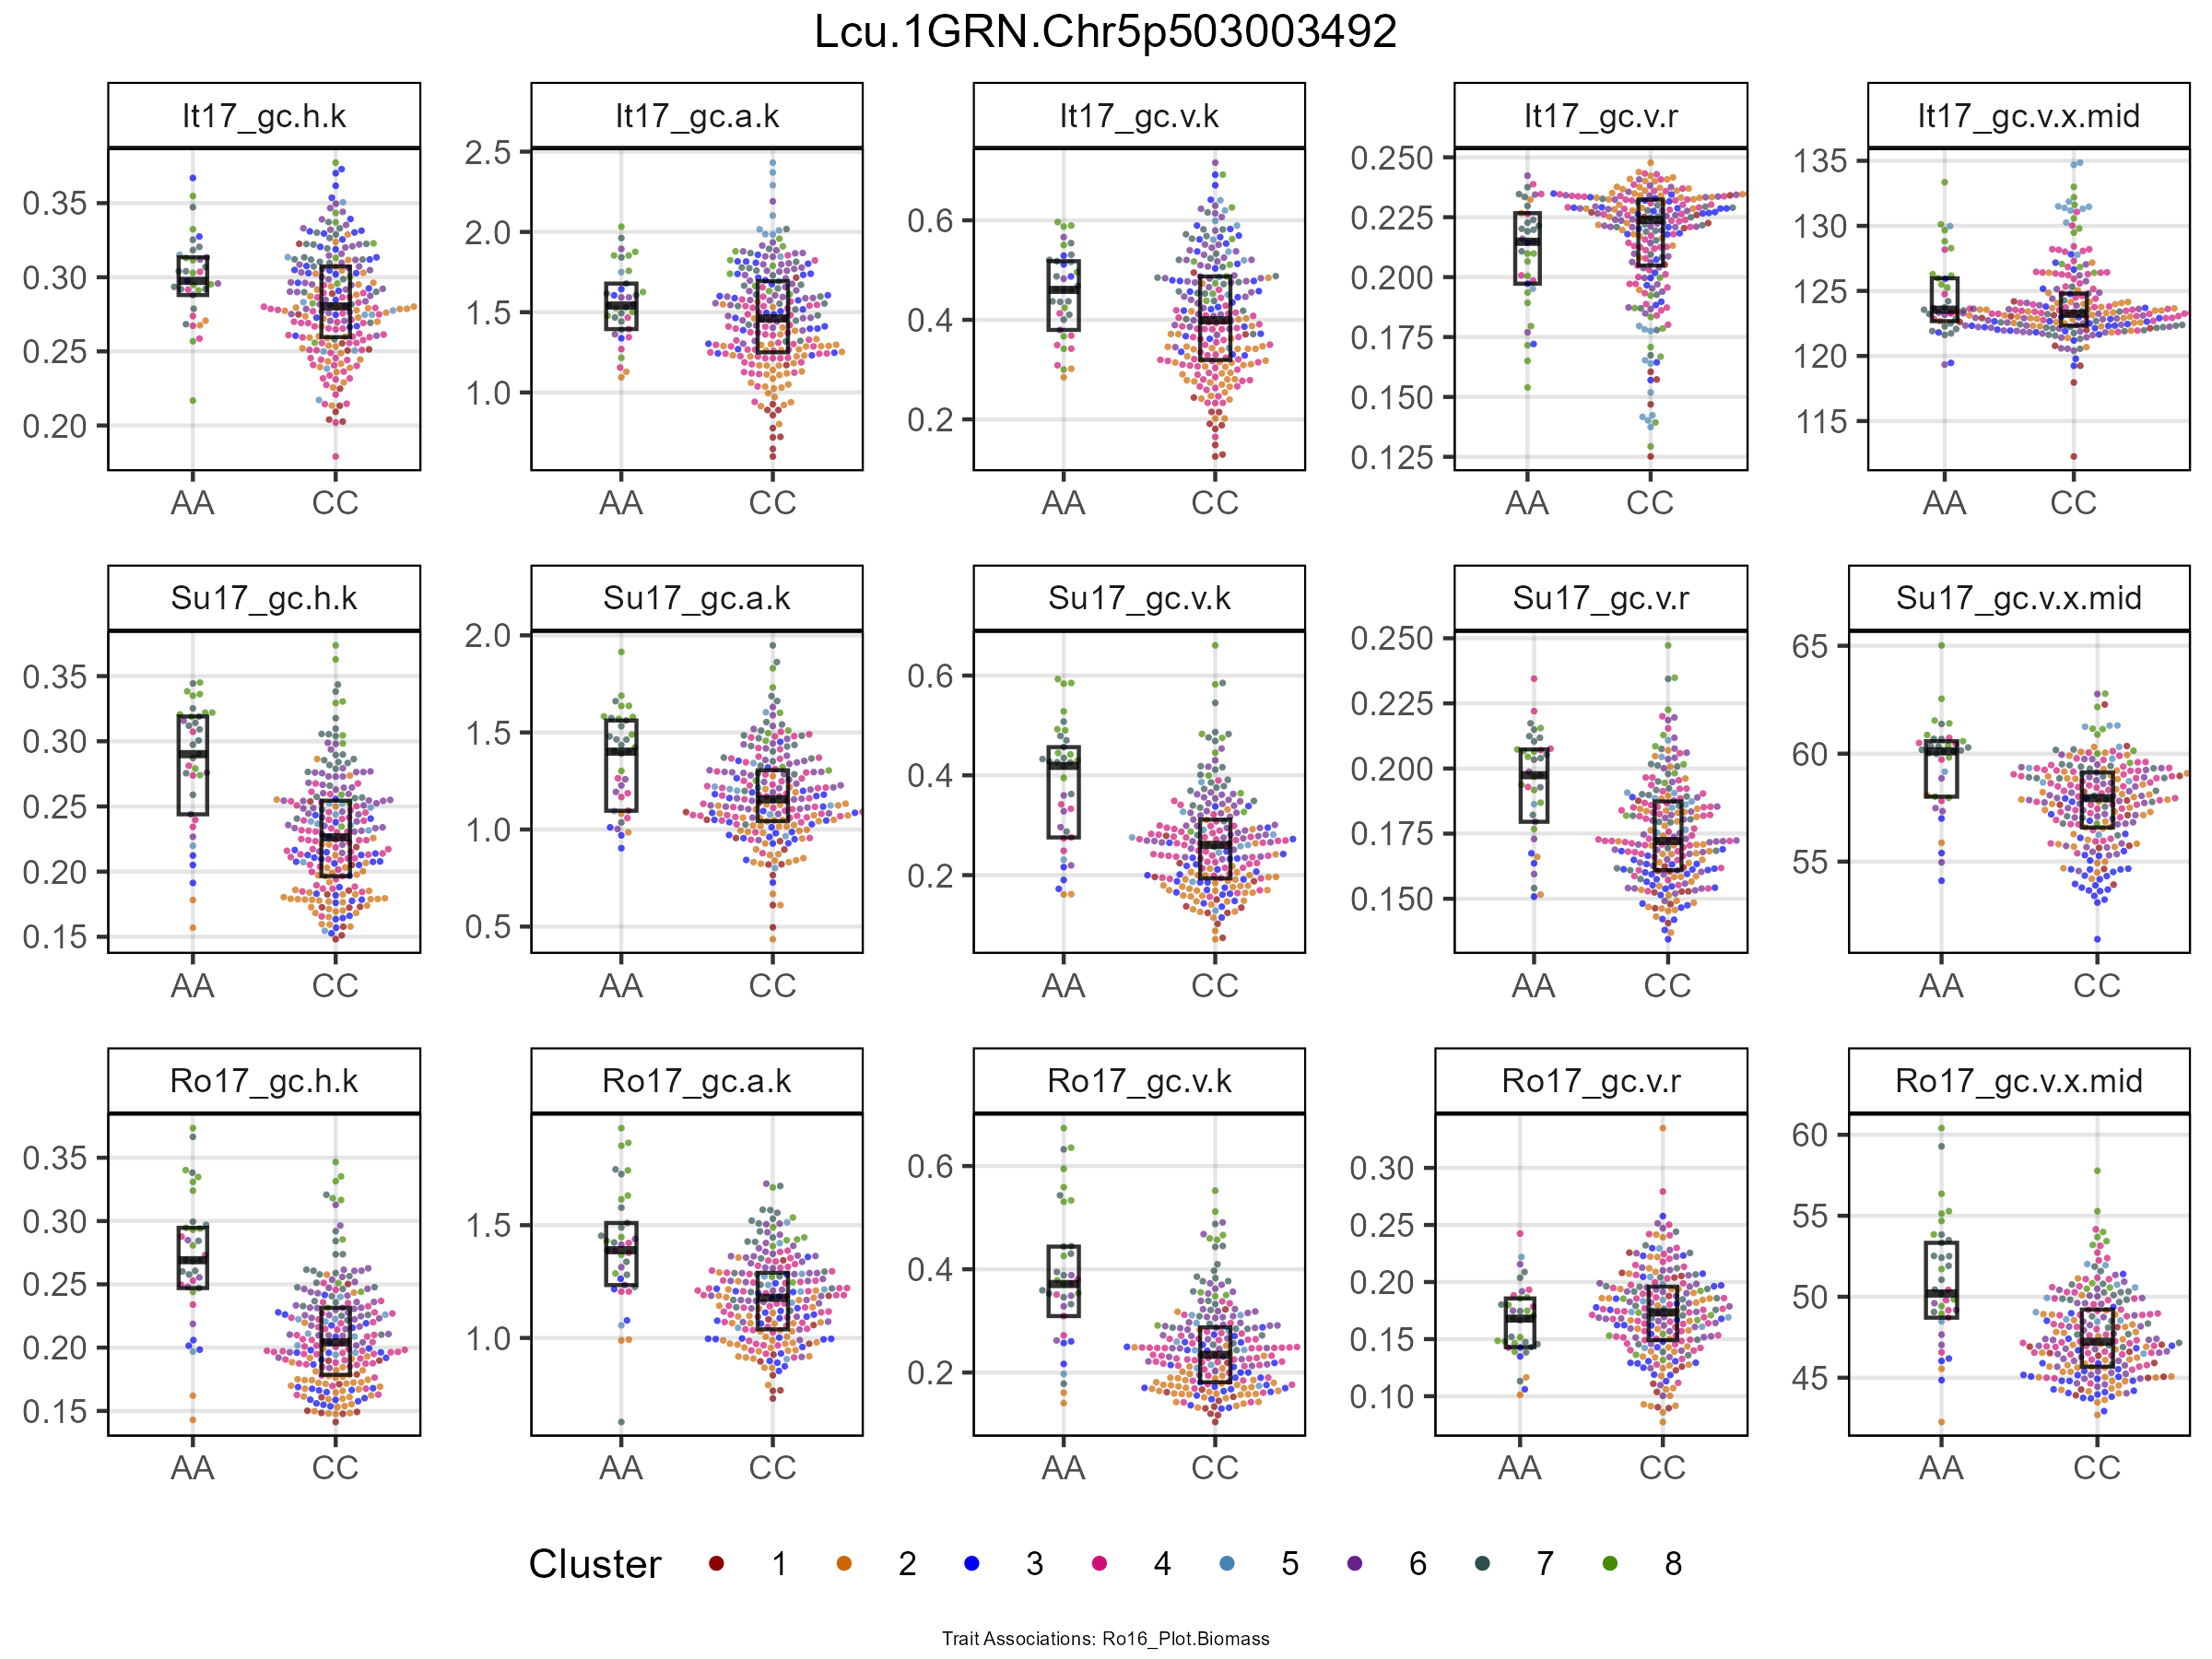 Lcu.1GRN.Chr5p503003492
It17_gc.h.k It17_gc.a.k It17_gc.v.k It17_gc.v.r It17_gc.v.x.mid
0.35 0.30 0.25 0.20
2.5 2.0 1.5 1.0
0.6 0.4 0.2
0.250 0.225 0.200 0.175 0.150 0.125
135 130 125 120 115
AA CC AA CC AA CC AA CC AA CC
Su17_gc.h.k Su17_gc.a.k Su17_gc.v.k Su17_gc.v.r Su17_gc.v.x.mid
0.35 0.30 0.25 0.20 0.15
2.0 1.5 1.0 0.5
0.6 0.4 0.2
0.250 0.225 0.200 0.175 0.150
65 60 55
AA CC AA CC AA CC AA CC AA CC
Ro17_gc.h.k Ro17_gc.a.k Ro17_gc.v.k Ro17_gc.v.r Ro17_gc.v.x.mid
0.35 0.30 0.25 0.20 0.15
1.5 1.0
0.6 0.4 0.2
0.30 0.25 0.20 0.15 0.10
60 55 50 45
AA CC AA CC AA CC AA CC AA CC
Cluster 1 2 3 4 5 6 7 8
Trait Associations: Ro16_Plot.Biomass